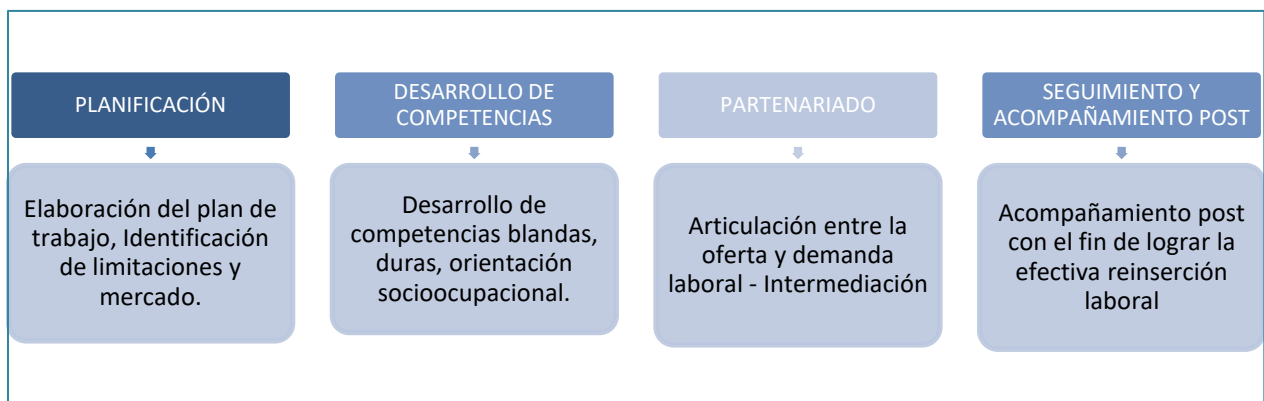 PLANIFICACIÓN
Elaboración del plan de
trabajo, Identificación
de limitaciones y
mercado.
DESARROLLO DE
COMPETENCIAS
Desarrollo de
competencias blandas,
duras, orientación
socioocupacional.
PARTENARIADO
Articulación entre la
oferta y demanda
laboral - Intermediación
SEGUIMIENTO Y
ACOMPAÑAMIENTO POST
Acompañamiento post
con el fin de lograr la
efectiva reinserción
laboral